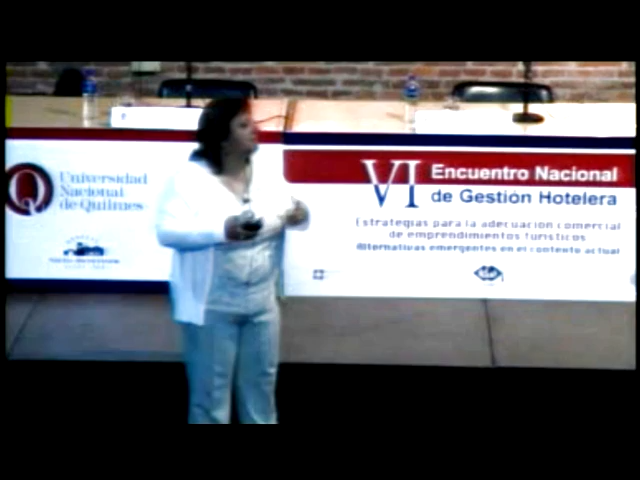 Universidad
Nacional
de Quilmes
VI Encuentro Nacional
de Gestión Hotelera
Estrategias para la adecuación comercial
de emprendimientos turísticos
Alternativas emergentes en el contexto actual